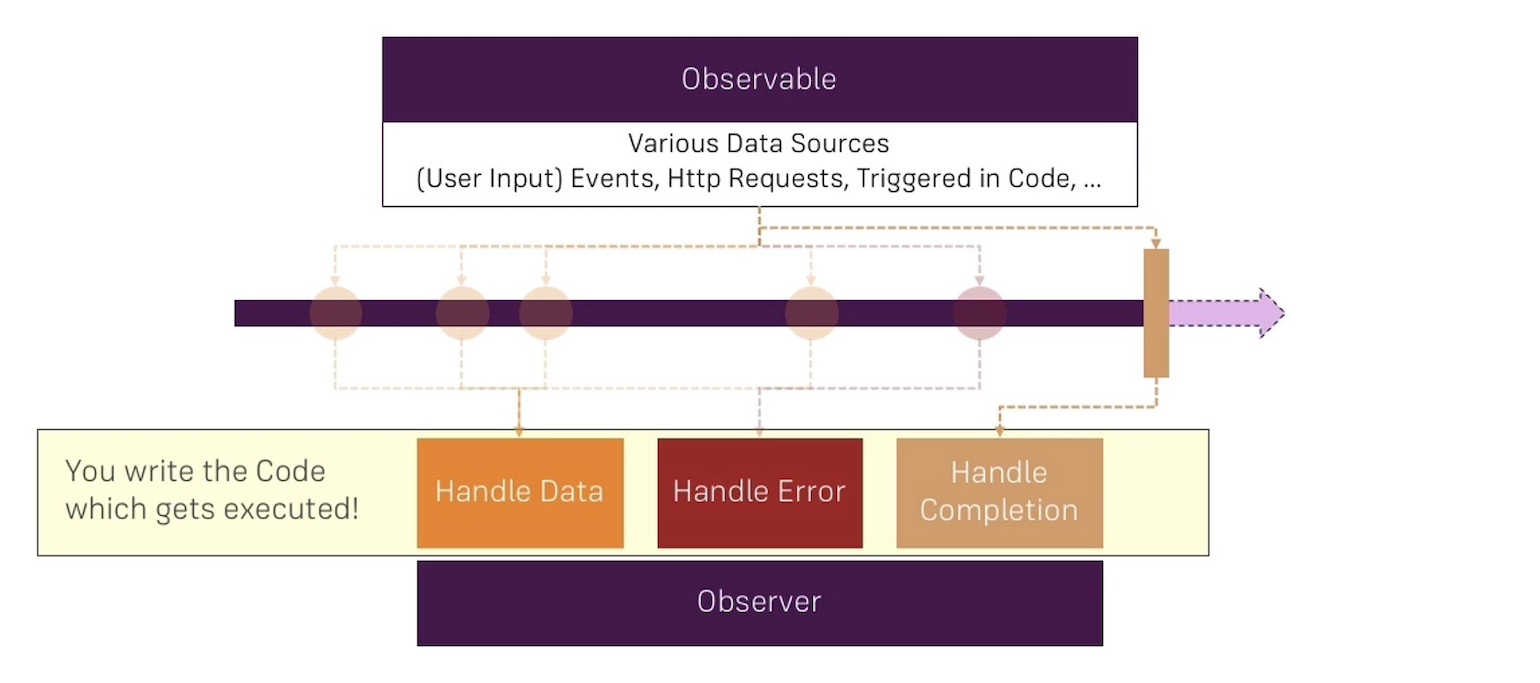 Observable
Various Data Sources
(User Input) Events, Http Requests, Triggered in Code, ...
You write the Code
which gets executed!
Handle Data
Handle Error
Handle
Completion
Observer